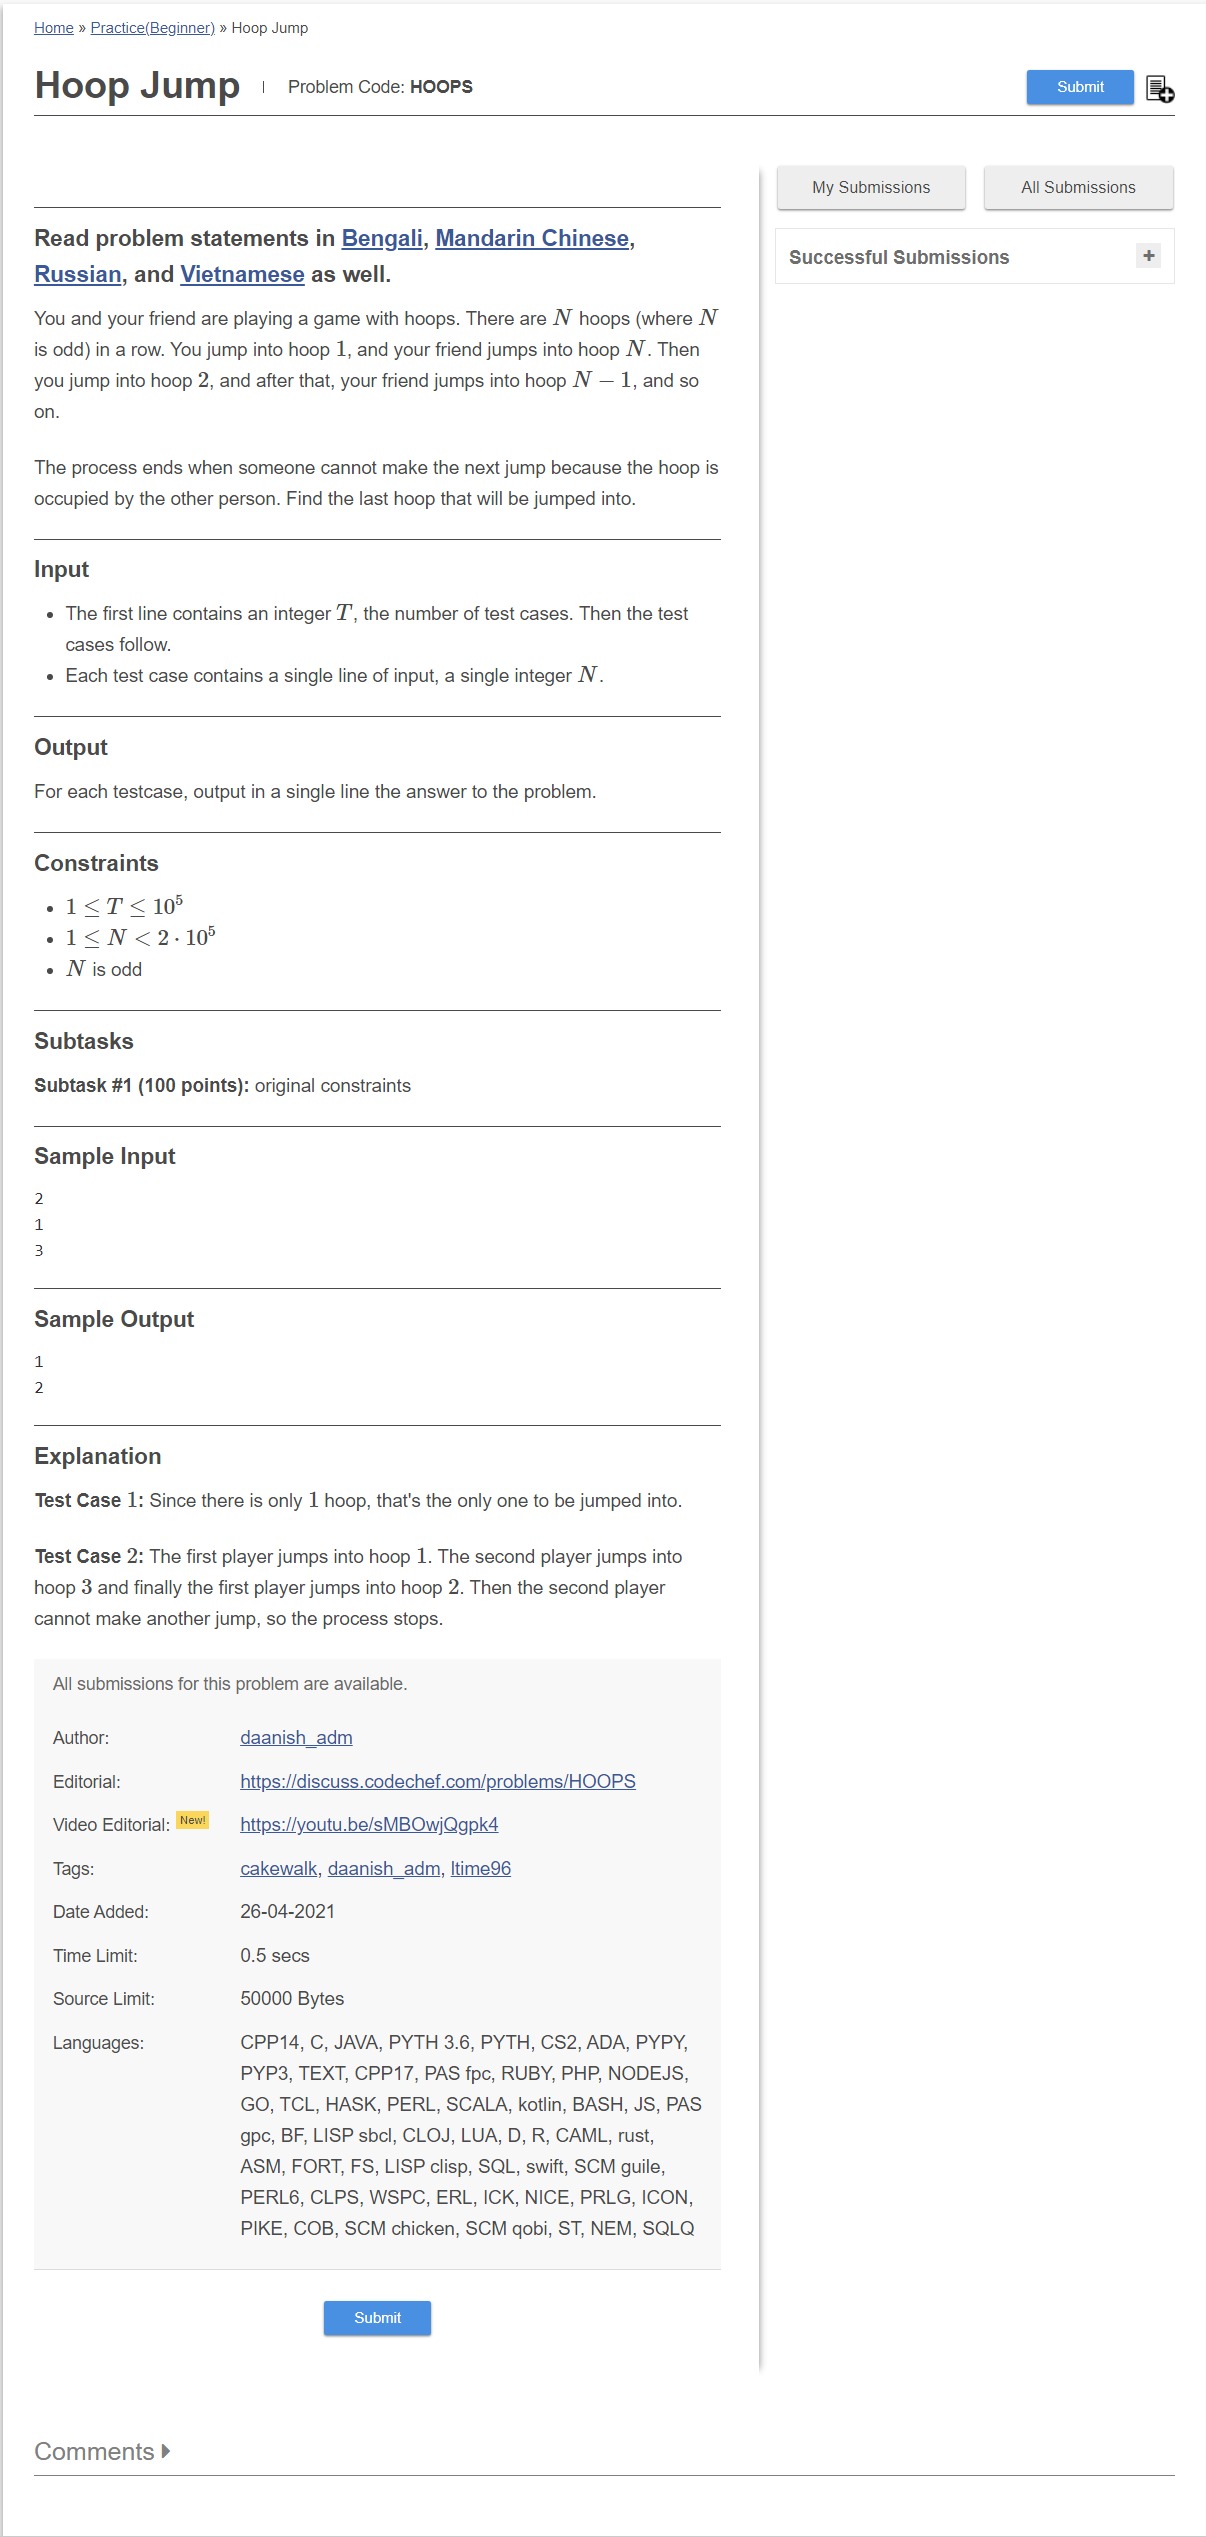 Home » Practice(Beginner) » Hoop Jump
Hoop Jump | Problem Code: HOOPS
Submit
My Submissions
All Submissions
Successful Submissions
+
Read problem statements in Bengali, Mandarin Chinese,
Russian, and Vietnamese as well.
You and your friend are playing a game with hoops. There are N hoops (where N
is odd) in a row. You jump into hoop 1, and your friend jumps into hoop N. Then
you jump into hoop 2, and after that, your friend jumps into hoop N − 1, and so
on.
The process ends when someone cannot make the next jump because the hoop is
occupied by the other person. Find the last hoop that will be jumped into.
Input
• The first line contains an integer T, the number of test cases. Then the test
cases follow.
• Each test case contains a single line of input, a single integer N.
Output
For each testcase, output in a single line the answer to the problem.
Constraints
• 1 ≤ T ≤ 10⁵
• 1 ≤ N < 2 · 10⁵
• N is odd
Subtasks
Subtask #1 (100 points): original constraints
Sample Input
2
1
3
Sample Output
1
2
Explanation
Test Case 1: Since there is only 1 hoop, that's the only one to be jumped into.
Test Case 2: The first player jumps into hoop 1. The second player jumps into
hoop 3 and finally the first player jumps into hoop 2. Then the second player
cannot make another jump, so the process stops.
All submissions for this problem are available.
Author: daanish_adm
Editorial: https://discuss.codechef.com/problems/HOOPS
Video Editorial: New! https://youtu.be/sMBOwjQgpk4
Tags: cakewalk, daanish_adm, ltime96
Date Added: 26-04-2021
Time Limit: 0.5 secs
Source Limit: 50000 Bytes
Languages: CPP14, C, JAVA, PYTH 3.6, PYTH, CS2, ADA, PYPY,
PYP3, TEXT, CPP17, PAS fpc, RUBY, PHP, NODEJS,
GO, TCL, HASK, PERL, SCALA, kotlin, BASH, JS, PAS
gpc, BF, LISP sbcl, CLOJ, LUA, D, R, CAML, rust,
ASM, FORT, FS, LISP clisp, SQL, swift, SCM guile,
PERL6, CLPS, WSPC, ERL, ICK, NICE, PRLG, ICON,
PIKE, COB, SCM chicken, SCM qobi, ST, NEM, SQLQ
Submit
Comments